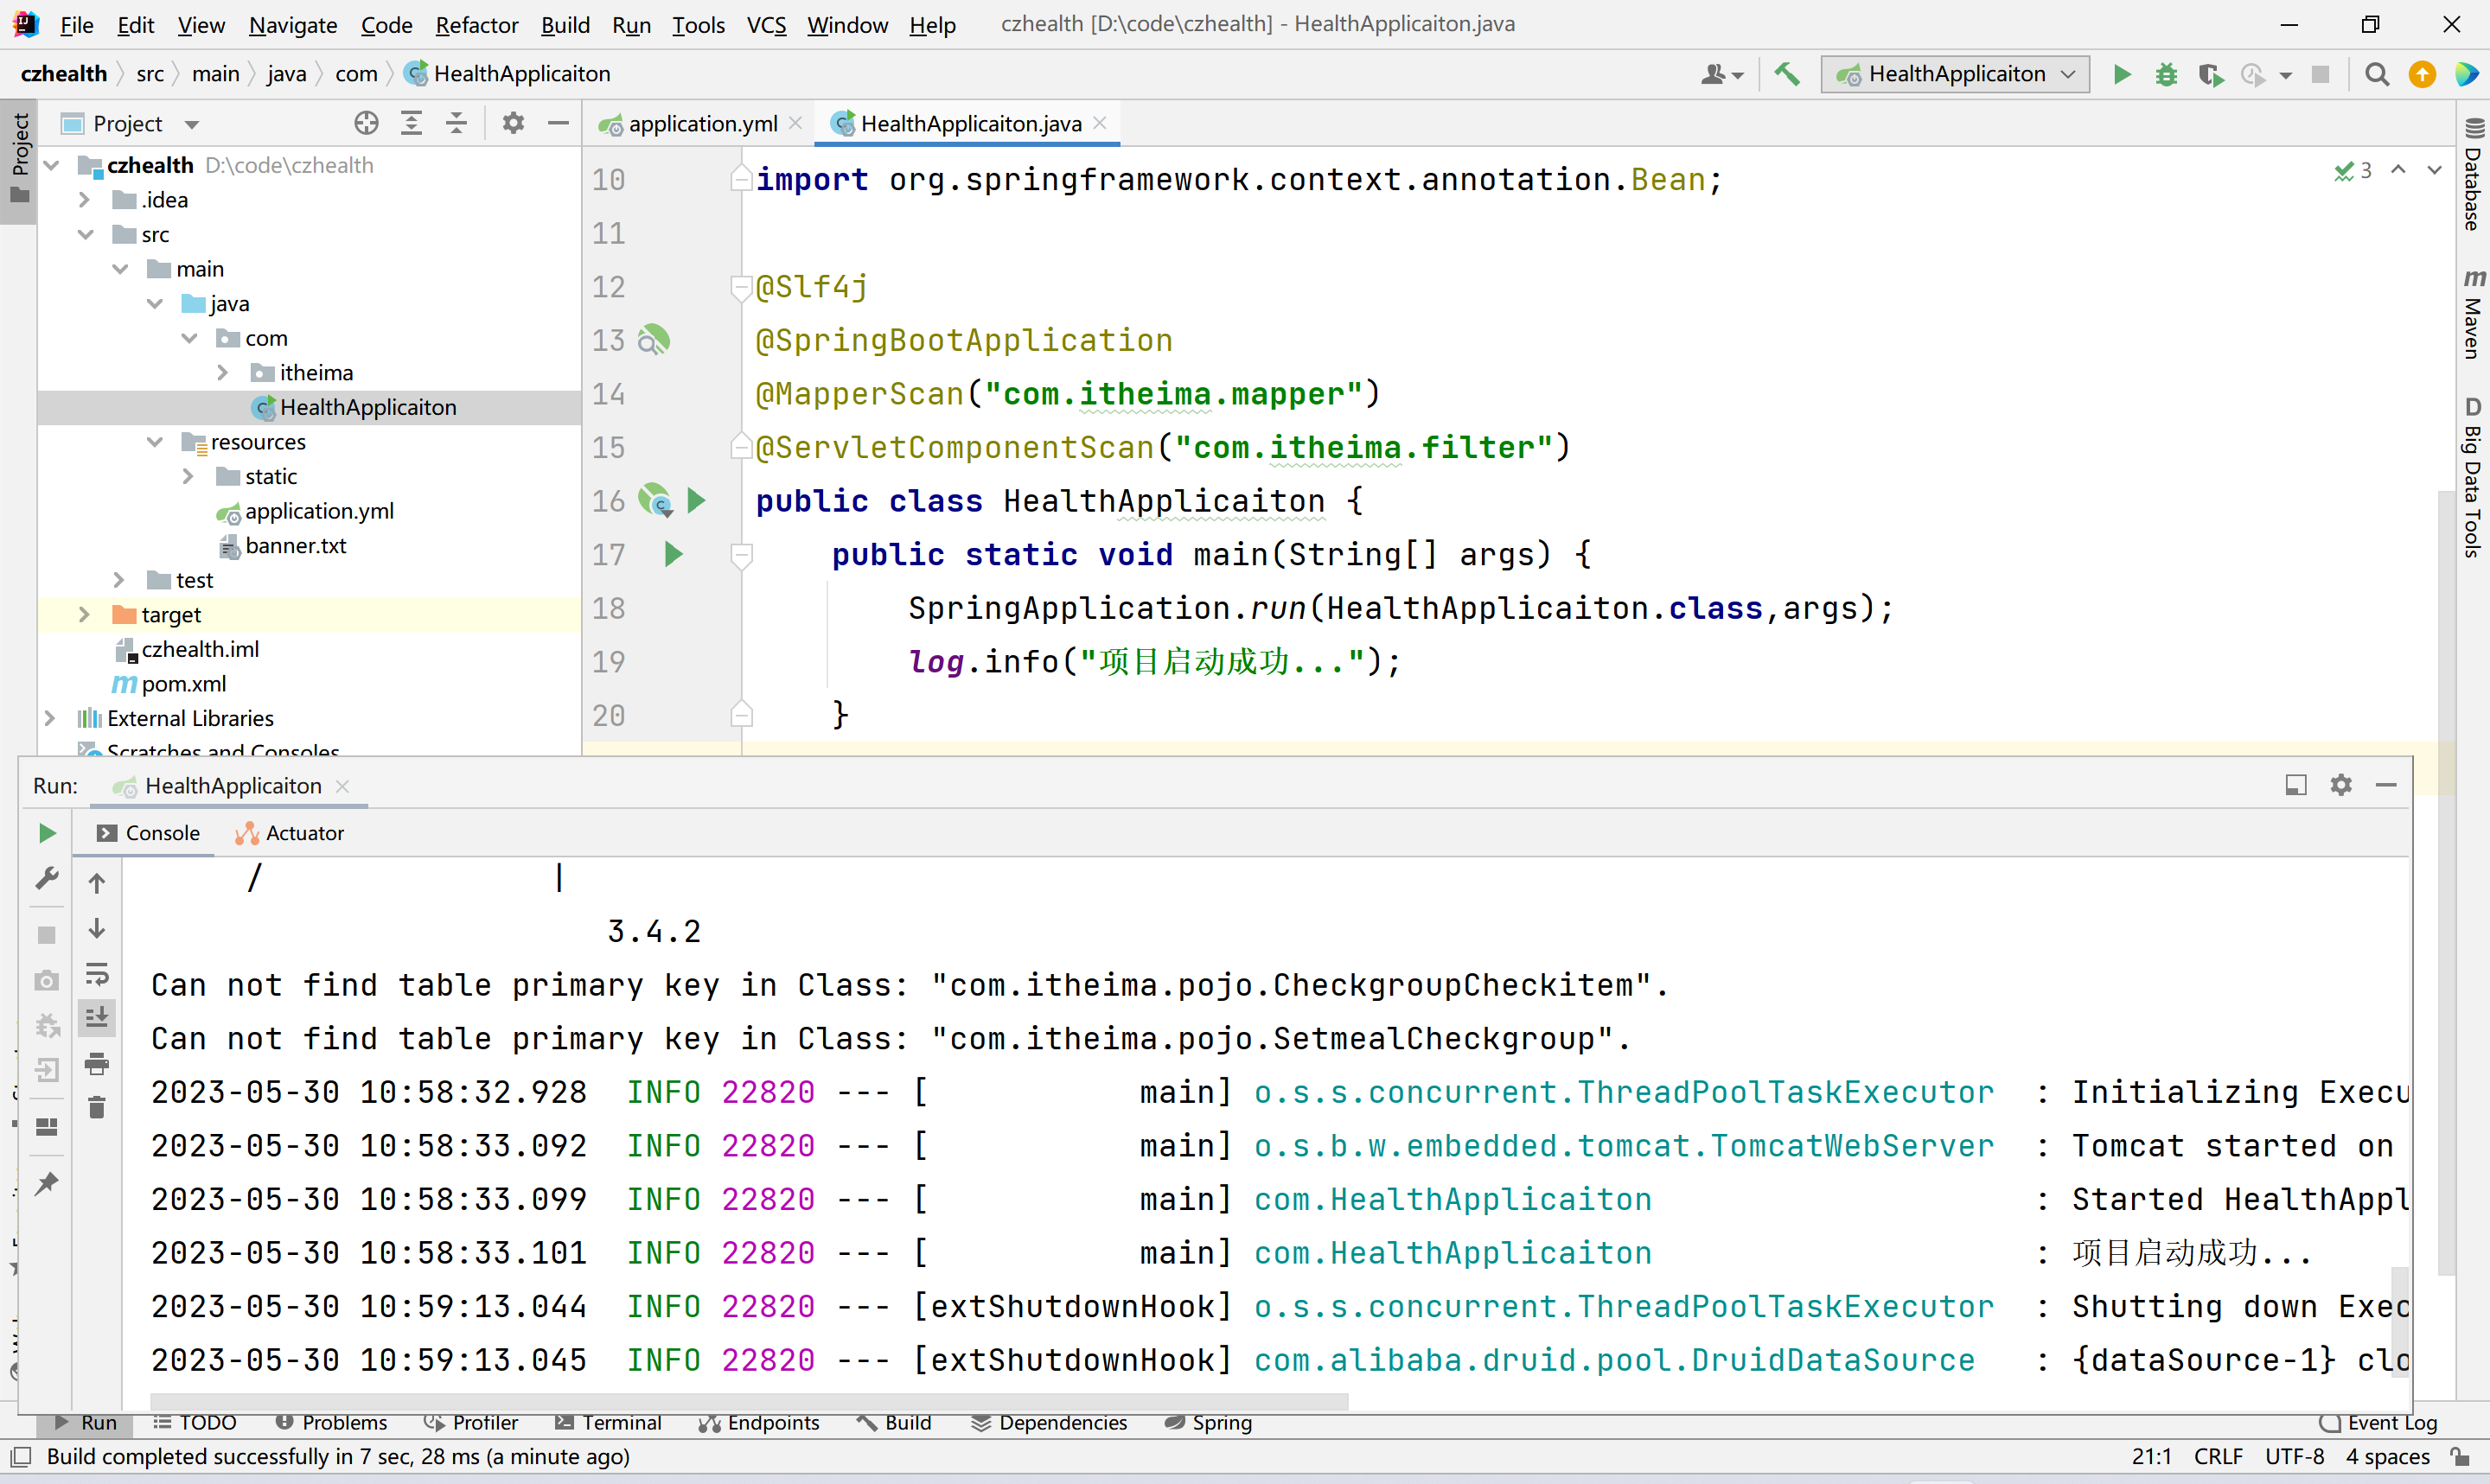 File Edit View Navigate Code Refactor Build Run Tools VCS Window Help czhealth [D:\code\czhealth] - HealthApplicaiton.java
czhealth src main java com HealthApplicaiton HealthApplicaiton
Project
Project
application.yml
HealthApplicaiton.java
czhealth D:\code\czhealth
.idea
src
main
java
com
itheima
HealthApplicaiton
resources
static
application.yml
banner.txt
test
target
czhealth.iml
pom.xml
External Libraries
Scratches and Consoles
3
10 import org.springframework.context.annotation.Bean;
11
12 @Slf4j
13 @SpringBootApplication
14 @MapperScan("com.itheima.mapper")
15 @ServletComponentScan("com.itheima.filter")
16 public class HealthApplicaiton {
17 public static void main(String[] args) {
18 SpringApplication.run(HealthApplicaiton.class,args);
19 log.info("项目启动成功...");
20 }
Database
Maven
Big Data Tools
Run: HealthApplicaiton
Console Actuator
/ |
3.4.2
Can not find table primary key in Class: "com.itheima.pojo.CheckgroupCheckitem".
Can not find table primary key in Class: "com.itheima.pojo.SetmealCheckgroup".
2023-05-30 10:58:32.928 INFO 22820 --- [ main] o.s.s.concurrent.ThreadPoolTaskExecutor : Initializing Execu
2023-05-30 10:58:33.092 INFO 22820 --- [ main] o.s.b.w.embedded.tomcat.TomcatWebServer : Tomcat started on
2023-05-30 10:58:33.099 INFO 22820 --- [ main] com.HealthApplicaiton : Started HealthAppl
2023-05-30 10:58:33.101 INFO 22820 --- [ main] com.HealthApplicaiton : 项目启动成功...
2023-05-30 10:59:13.044 INFO 22820 --- [extShutdownHook] o.s.s.concurrent.ThreadPoolTaskExecutor : Shutting down Exec
2023-05-30 10:59:13.045 INFO 22820 --- [extShutdownHook] com.alibaba.druid.pool.DruidDataSource : {dataSource-1} clo
Run TODO Problems Profiler Terminal Endpoints Build Dependencies Spring Event Log
Build completed successfully in 7 sec, 28 ms (a minute ago) 21:1 CRLF UTF-8 4 spaces